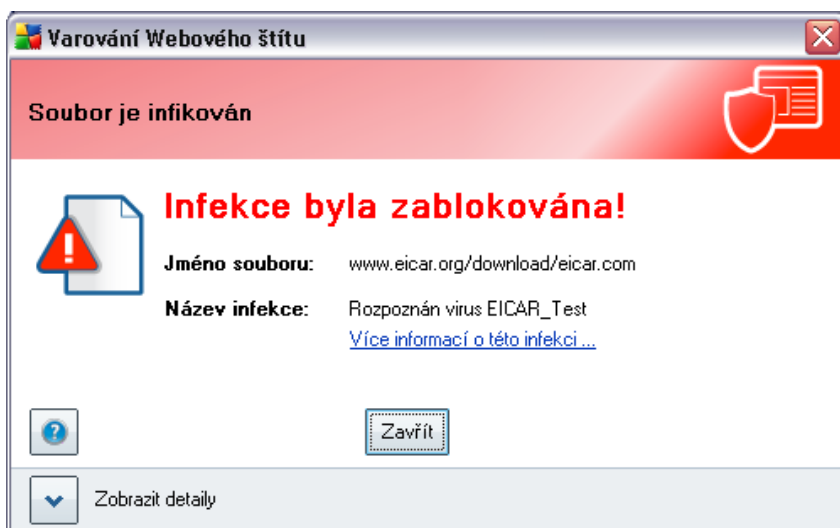 Varování Webového štítu
Soubor je infikován
Infekce byla zablokována!
Jméno souboru: www.eicar.org/download/eicar.com
Název infekce: Rozpoznán virus EICAR_Test
Více informací o této infekci ...
?
Zavřít
Zobrazit detaily